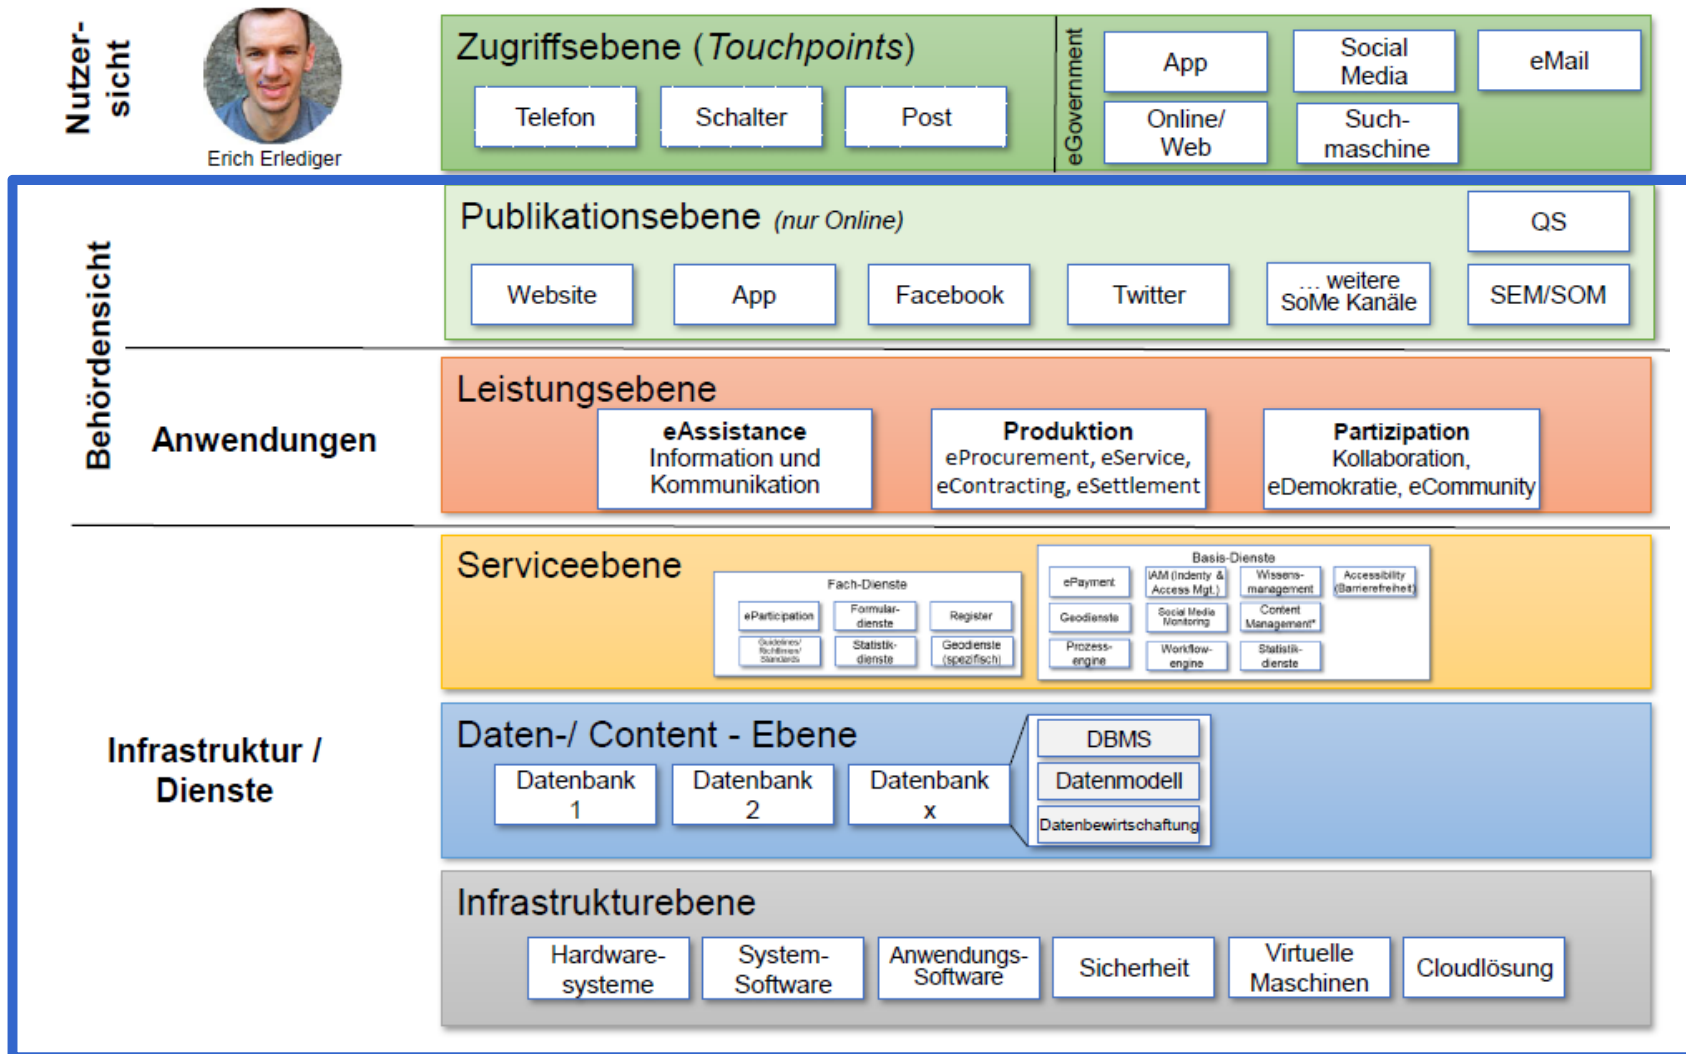 Nutzer-
sicht
Erich Erlediger
Zugriffsebene (Touchpoints)
Telefon
Schalter
Post
eGovernment
App
Social
Media
eMail
Online/
Web
Such-
maschine
Behördensicht
Publikationsebene (nur Online)
QS
Website
App
Facebook
Twitter
... weitere
SoMe Kanäle
SEM/SOM
Anwendungen
Leistungsebene
eAssistance
Information und
Kommunikation
Produktion
eProcurement, eService,
eContracting, eSettlement
Partizipation
Kollaboration,
eDemokratie, eCommunity
Infrastruktur /
Dienste
Serviceebene
Fach-Dienste
eParticipation
Formular-
dienste
Register
Guidelines/
Richtlinien/
Standards
Statistik-
dienste
Geodienste
(spezifisch)
Basis-Dienste
ePayment
IAM (Indenty &
Access Mgt.)
Wissens-
management
Accessibility
(Barrierefreiheit)
Geodienste
Social Media
Monitoring
Content
Management*
Prozess-
engine
Workflow-
engine
Statistik-
dienste
Daten-/ Content - Ebene
Datenbank
1
Datenbank
2
Datenbank
x
DBMS
Datenmodell
Datenbewirtschaftung
Infrastrukturebene
Hardware-
systeme
System-
Software
Anwendungs-
Software
Sicherheit
Virtuelle
Maschinen
Cloudlösung